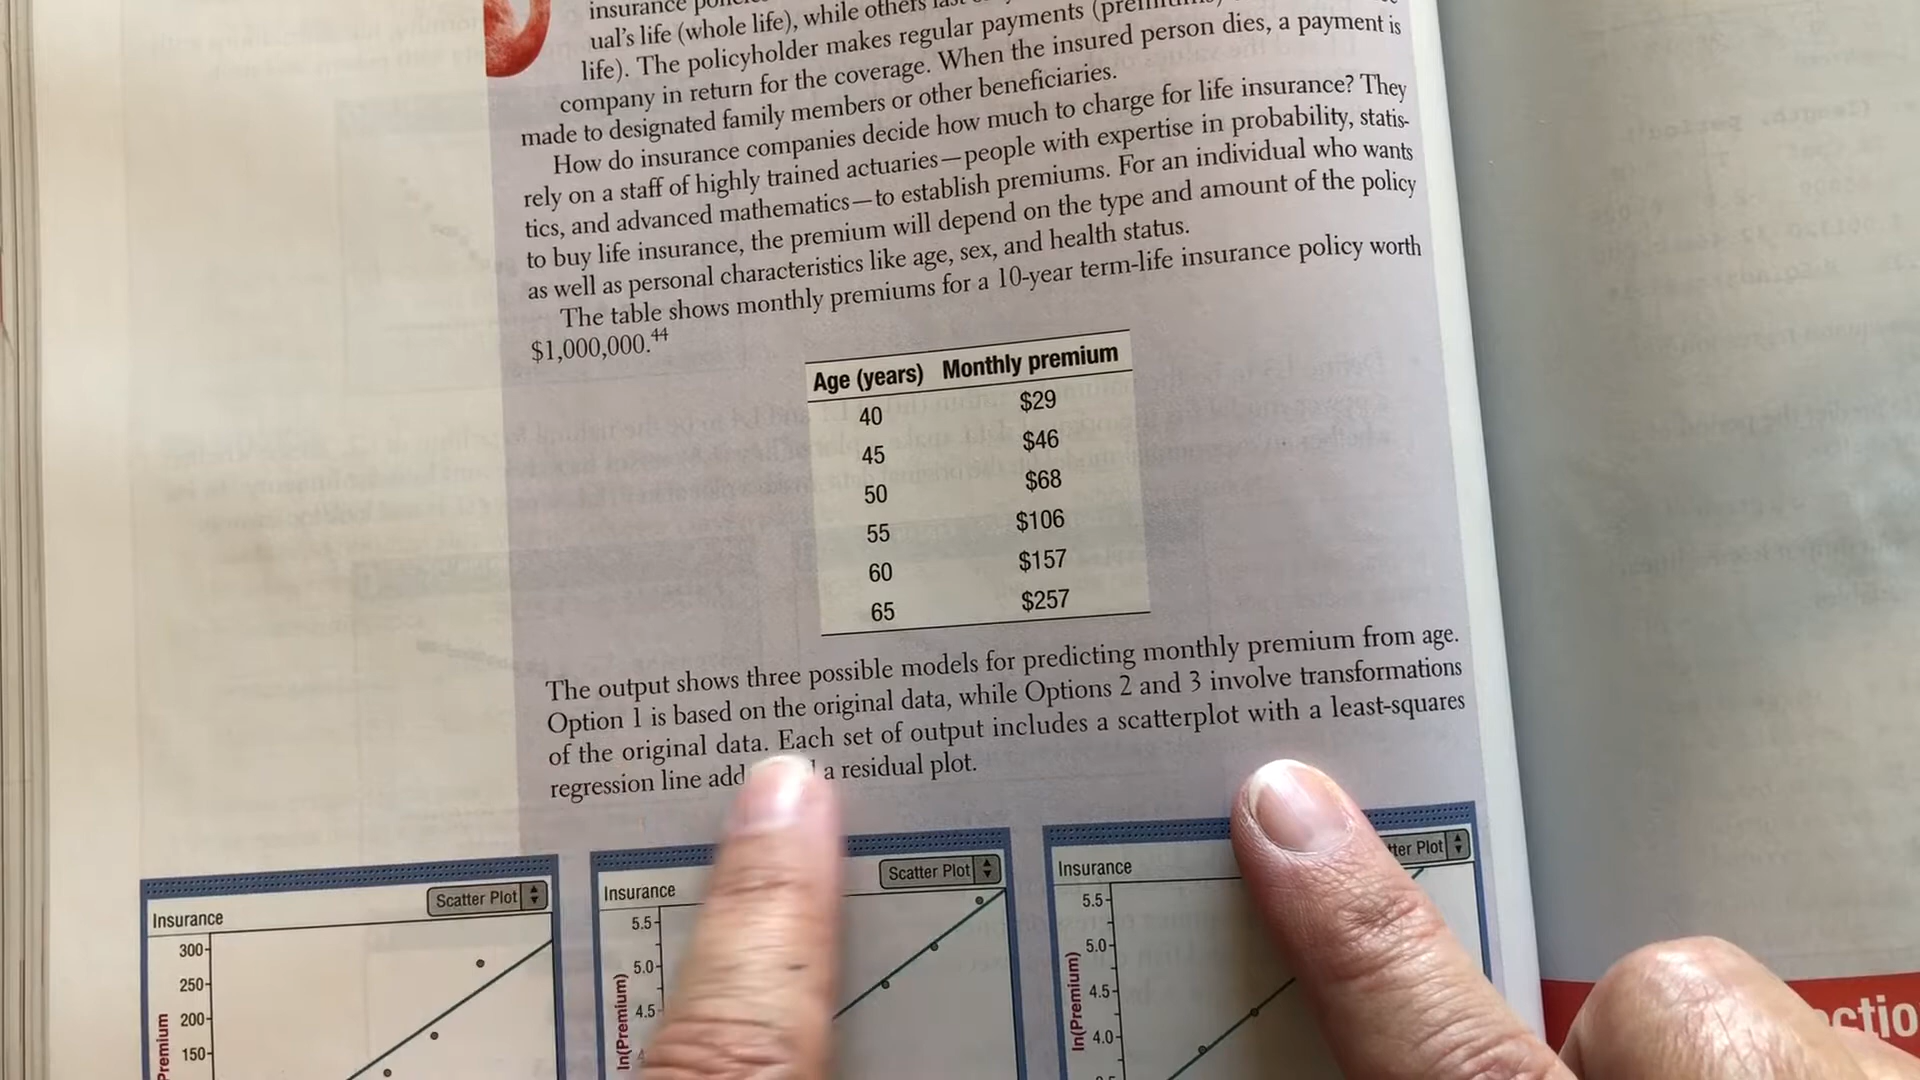 insurance
ual's life (whole life), while others
life). The policyholder makes regular payments
company in return for the coverage. When the insured person dies, a payment is
made to designated family members or other beneficiaries.
How do insurance companies decide how much to charge for life insurance? They
rely on a staff of highly trained actuaries—people with expertise in probability, statis-
tics, and advanced mathematics—to establish premiums. For an individual who wants
to buy life insurance, the premium will depend on the type and amount of the policy
as well as personal characteristics like age, sex, and health status.
The table shows monthly premiums for a 10-year term-life insurance policy worth
$1,000,000.44
Age (years) Monthly premium
40 $29
45 $46
50 $68
55 $106
60 $157
65 $257
The output shows three possible models for predicting monthly premium from age.
Option 1 is based on the original data, while Options 2 and 3 involve transformations
of the original data. Each set of output includes a scatterplot with a least-squares
regression line a residual plot.
Insurance Scatter Plot
300
250
200
150
Premium
Insurance Scatter Plot
5.5
5.0
4.5
ln(Premium)
Insurance Plot
5.5
5.0
4.5
4.0
ln(Premium)